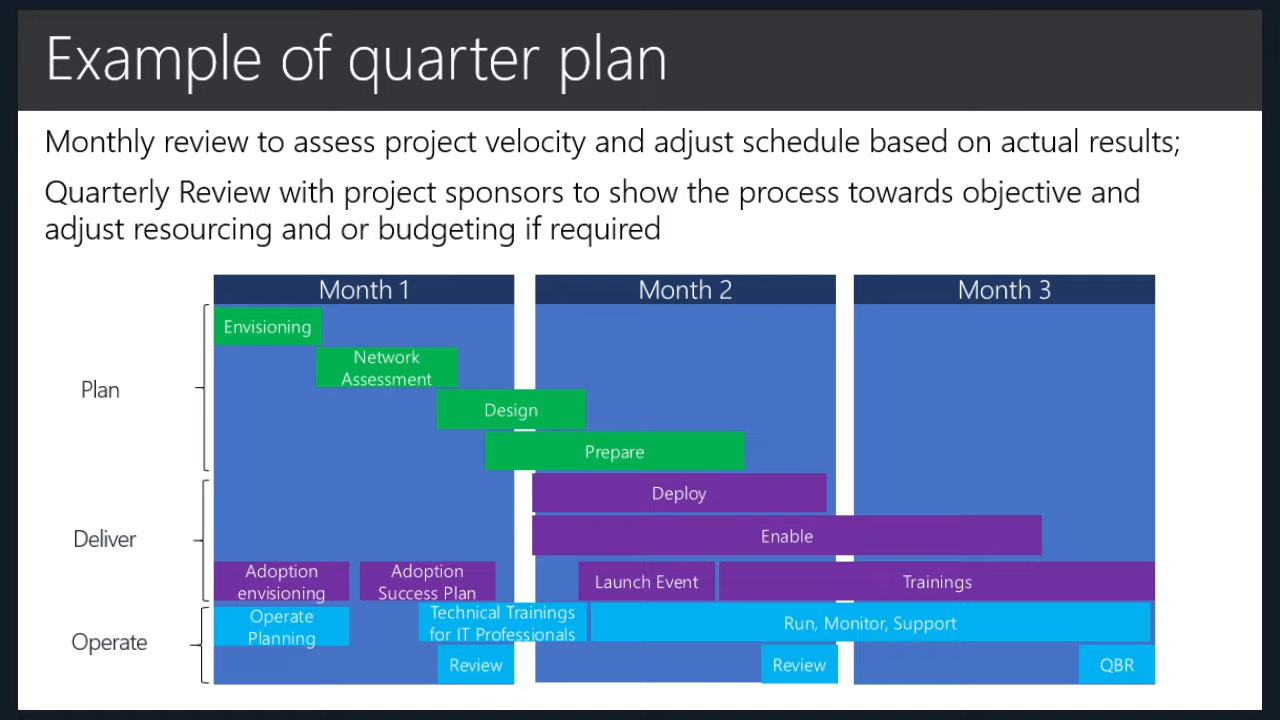 Example of quarter plan
Monthly review to assess project velocity and adjust schedule based on actual results;
Quarterly Review with project sponsors to show the process towards objective and
adjust resourcing and or budgeting if required
Month 1
Month 2
Month 3
Plan
Envisioning
Network
Assessment
Design
Prepare
Deliver
Deploy
Enable
Adoption
envisioning
Adoption
Success Plan
Launch Event
Trainings
Operate
Operate
Planning
Technical Trainings
for IT Professionals
Run, Monitor, Support
Review
Review
QBR